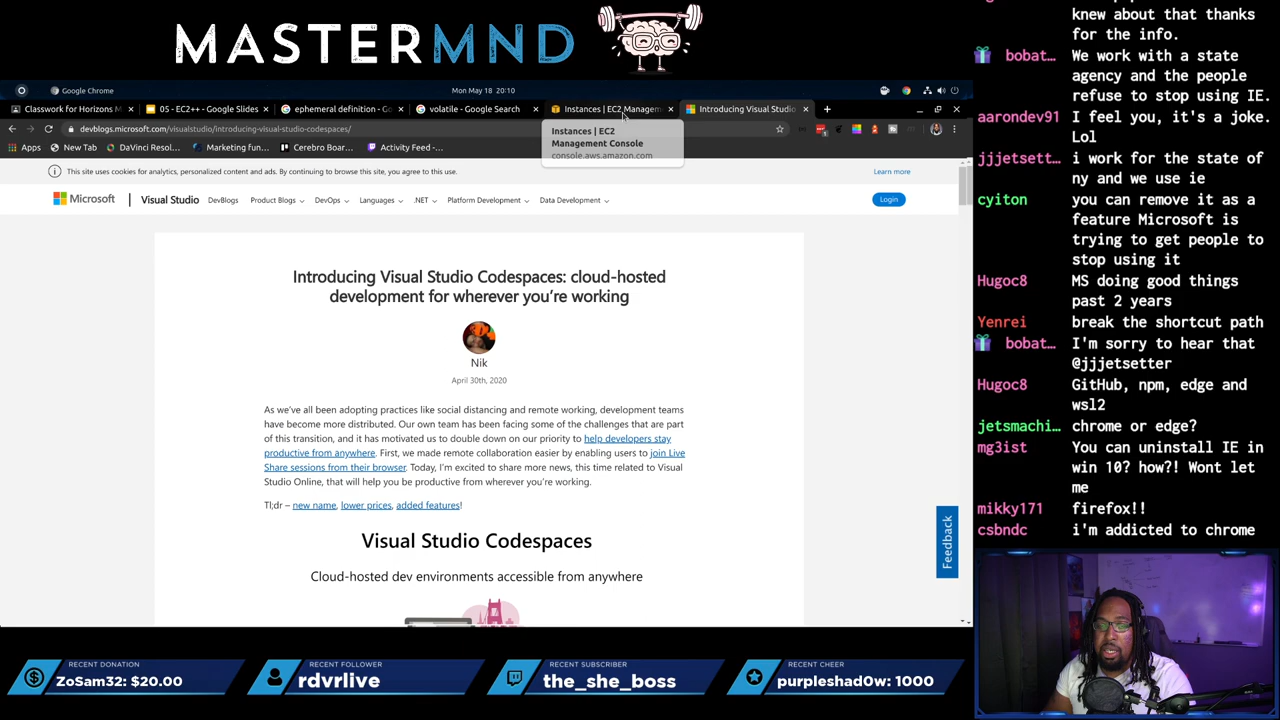 MASTERMND
Google Chrome
Mon May 18 20:10
Classwork for Horizons M
05 - EC2++ - Google Slides
ephemeral definition - Go
volatile - Google Search
Instances | EC2 Managem
Introducing Visual Studio
devblogs.microsoft.com/visualstudio/introducing-visual-studio-codespaces/
Instances | EC2
Management Console
console.aws.amazon.com
Apps
New Tab
DaVinci Resol...
Marketing fun...
Cerebro Boar...
Activity Feed -...
This site uses cookies for analytics, personalized content and ads. By continuing to browse this site, you agree to this use.
Learn more
Microsoft
Visual Studio
DevBlogs
Product Blogs
DevOps
Languages
.NET
Platform Development
Data Development
Login
Introducing Visual Studio Codespaces: cloud-hosted
development for wherever you're working
Nik
April 30th, 2020
As we've all been adopting practices like social distancing and remote working, development teams
have become more distributed. Our own team has been facing some of the challenges that are part
of this transition, and it has motivated us to double down on our priority to help developers stay
productive from anywhere. First, we made remote collaboration easier by enabling users to join Live
Share sessions from their browser. Today, I'm excited to share more news, this time related to Visual
Studio Online, that will help you be productive from wherever you're working.
Tl;dr – new name, lower prices, added features!
Visual Studio Codespaces
Cloud-hosted dev environments accessible from anywhere
Feedback
knew about that thanks
for the info.
bobat... We work with a state
agency and the people
refuse to stop using IE.
aarondev91 I feel you, it's a joke.
Lol
jjjetsett... i work for the state of
ny and we use ie
cyiton you can remove it as a
feature Microsoft is
trying to get people to
stop using it
Hugoc8 MS doing good things
past 2 years
Yenrei break the shortcut path
bobat... I'm sorry to hear that
@jjjetsetter
Hugoc8 GitHub, npm, edge and
wsl2
jetsmachi... chrome or edge?
mg3ist You can uninstall IE in
win 10? how?! Wont let
me
mikky171 firefox!!
csbndc i'm addicted to chrome
RECENT DONATION
ZoSam32: $20.00
RECENT FOLLOWER
rdvrlive
RECENT SUBSCRIBER
the_she_boss
RECENT CHEER
purpleshad0w: 1000